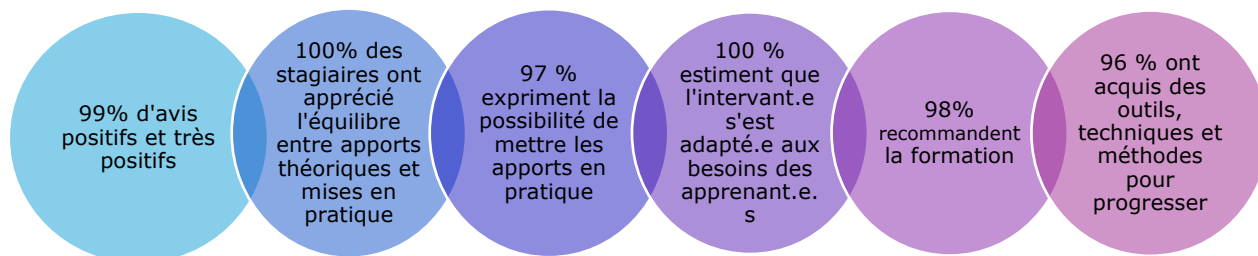 99% d'avis
positifs et très
positifs
100% des
stagiaires ont
apprécié
l'équilibre
entre apports
théoriques et
mises en
pratique
97 %
expriment la
possibilité de
mettre les
apports en
pratique
100 %
estiment que
l'intervant.e
s'est
adapté.e aux
besoins des
apprenant.e.
s
98%
recommandent
la formation
96 % ont
acquis des
outils,
techniques et
méthodes
pour
progresser